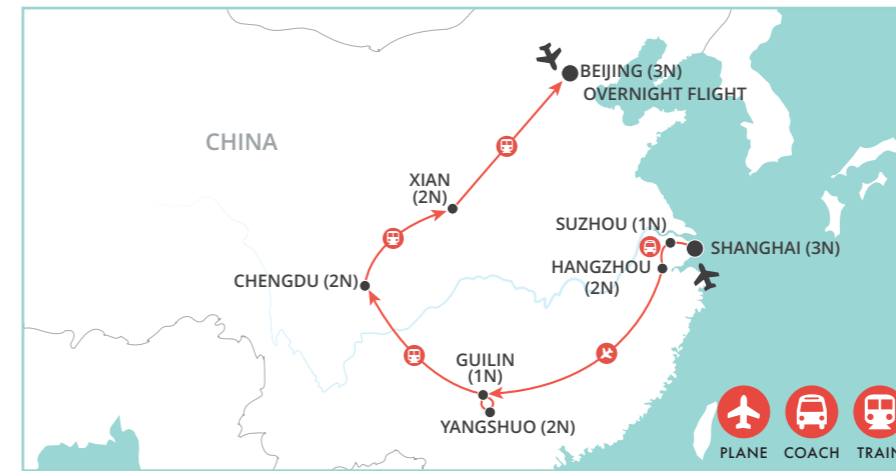 BEIJING (3N)
OVERNIGHT FLIGHT
CHINA
XIAN
(2N)
SUZHOU (1N)
SHANGHAI (3N)
HANGZHOU
(2N)
CHENGDU (2N)
GUILIN
(1N)
YANGSHUO (2N)
PLANE COACH TRAIN